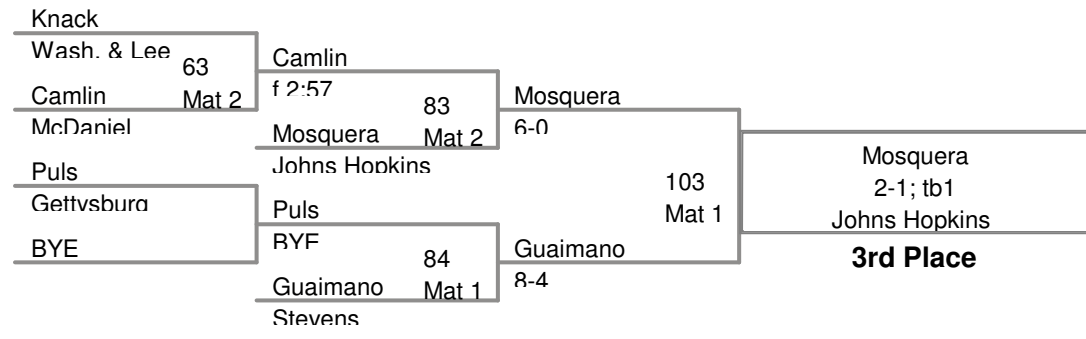 Knack
Wash. & Lee
63
Mat 2
Camlin
McDaniel
Puls
Gettysburg
BYE
Camlin
f 2:57
83
Mat 2
Mosquera
Johns Hopkins
Puls
BYE
84
Mat 1
Guaimano
Stevens
Mosquera
6-0
103
Mat 1
Guaimano
8-4
Mosquera
2-1; tb1
Johns Hopkins
3rd Place